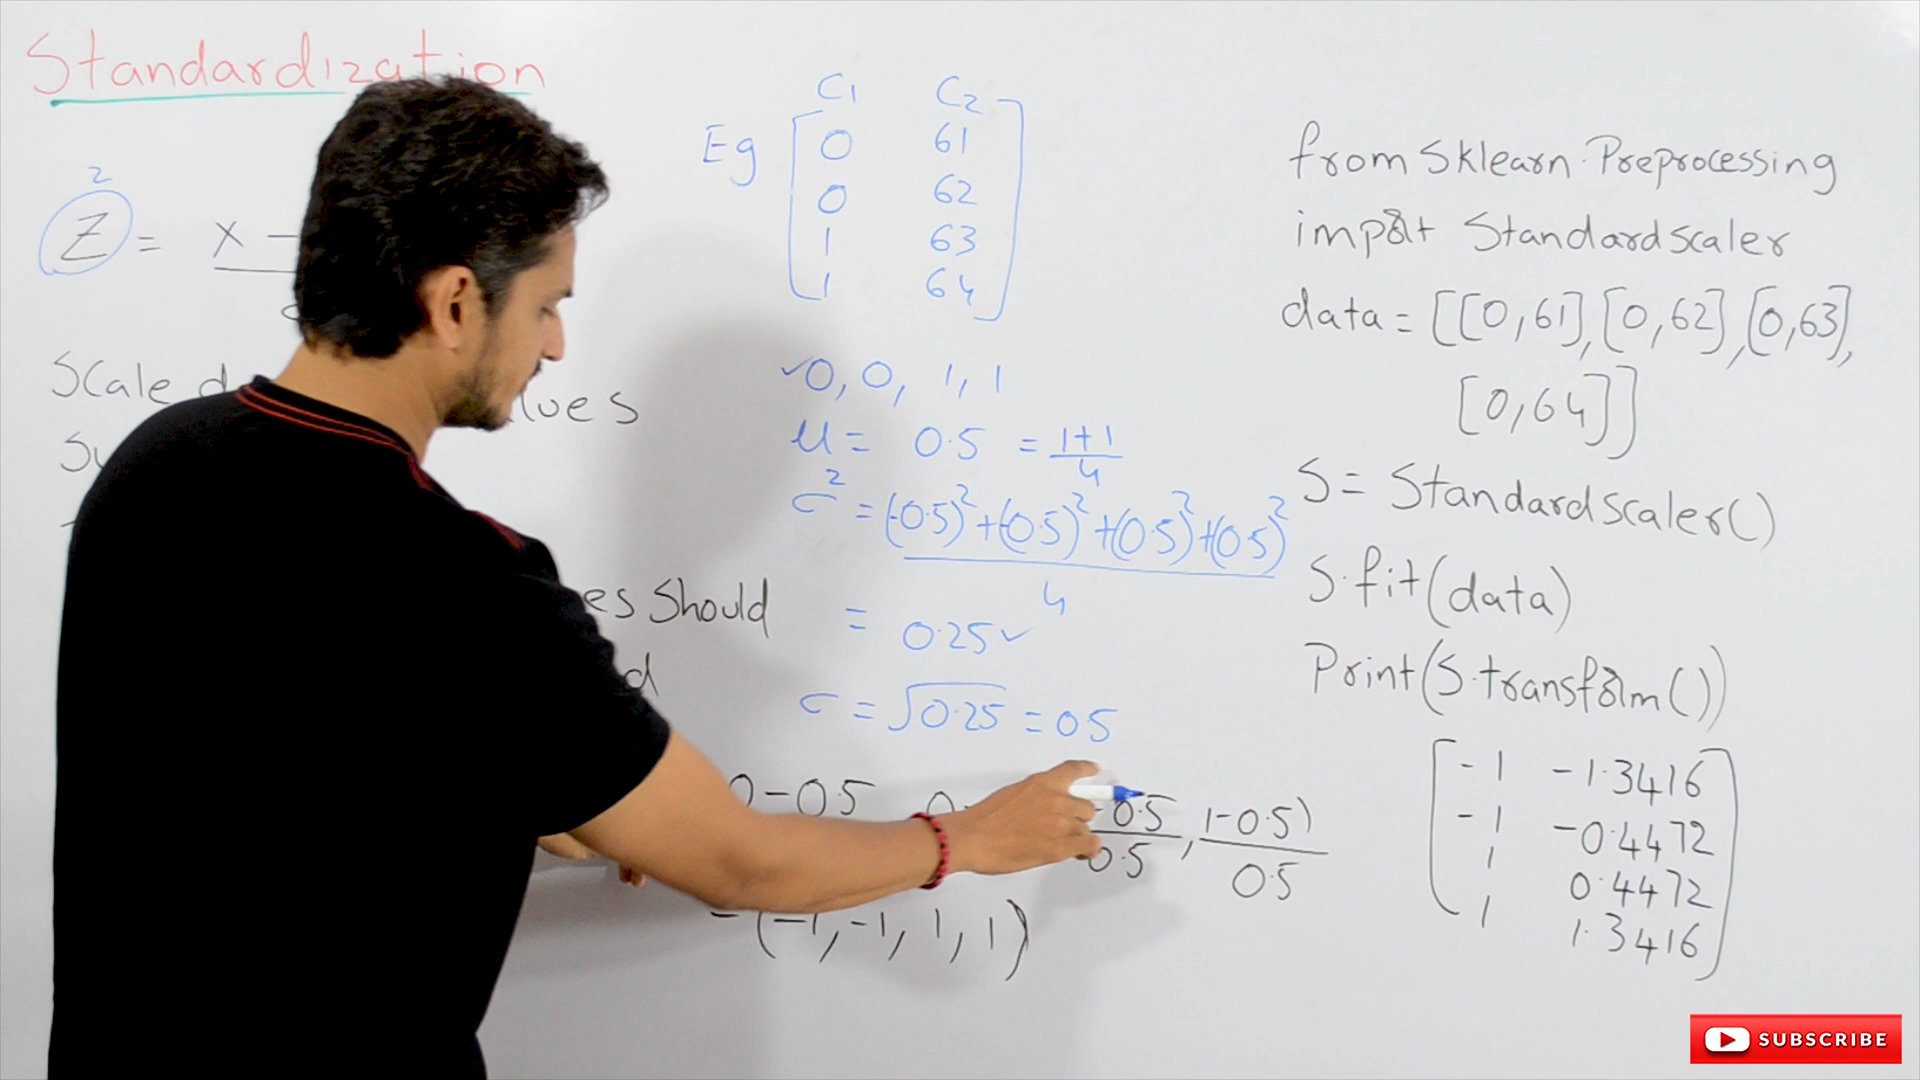 Standardization
z
Z = x -
Scale d
lues
Su
es Should
d
C1 C2
Eg
0 61
0 62
1 63
1 64
0, 0, 1, 1
μ = 0.5 = 1+1
4
σ² = (-0.5)² + (-0.5)² + (0.5)² + (0.5)²
4
= 0.25 ✓
σ = √0.25 = 0.5
0-0.5
-0.5 , 1-0.5)
0.5 0.5
= (-1, -1, 1, 1)
from Sklearn.Preprocessing
import Standardscaler
data = [[0,61],[0,62],[0,63],
[0,64]]
S = Standardscaler()
S.fit(data)
Print(S.transform())
-1 -1.3416
-1 -0.4472
1 0.4472
1 1.3416
SUBSCRIBE